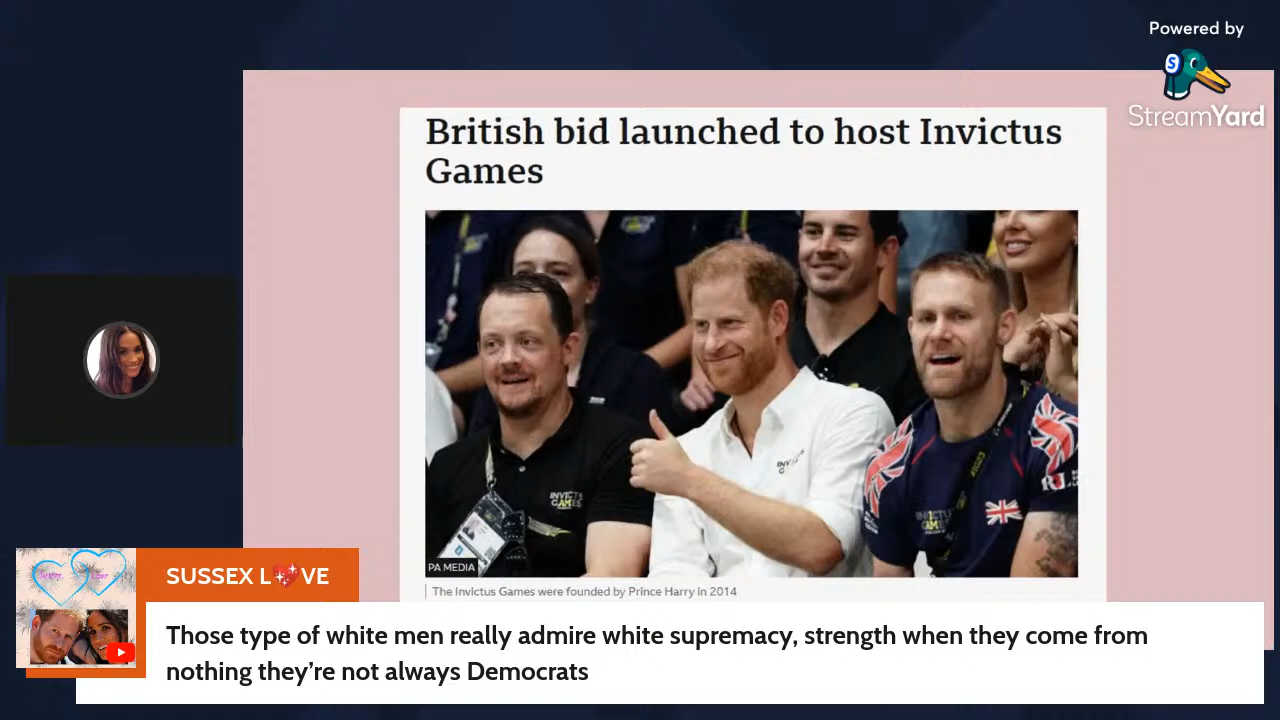 Powered by
StreamYard
British bid launched to host Invictus
Games
INVICTUS
GAMES
PA MEDIA
The Invictus Games were founded by Prince Harry in 2014
SUSSEX L💖VE
Those type of white men really admire white supremacy, strength when they come from
nothing they’re not always Democrats